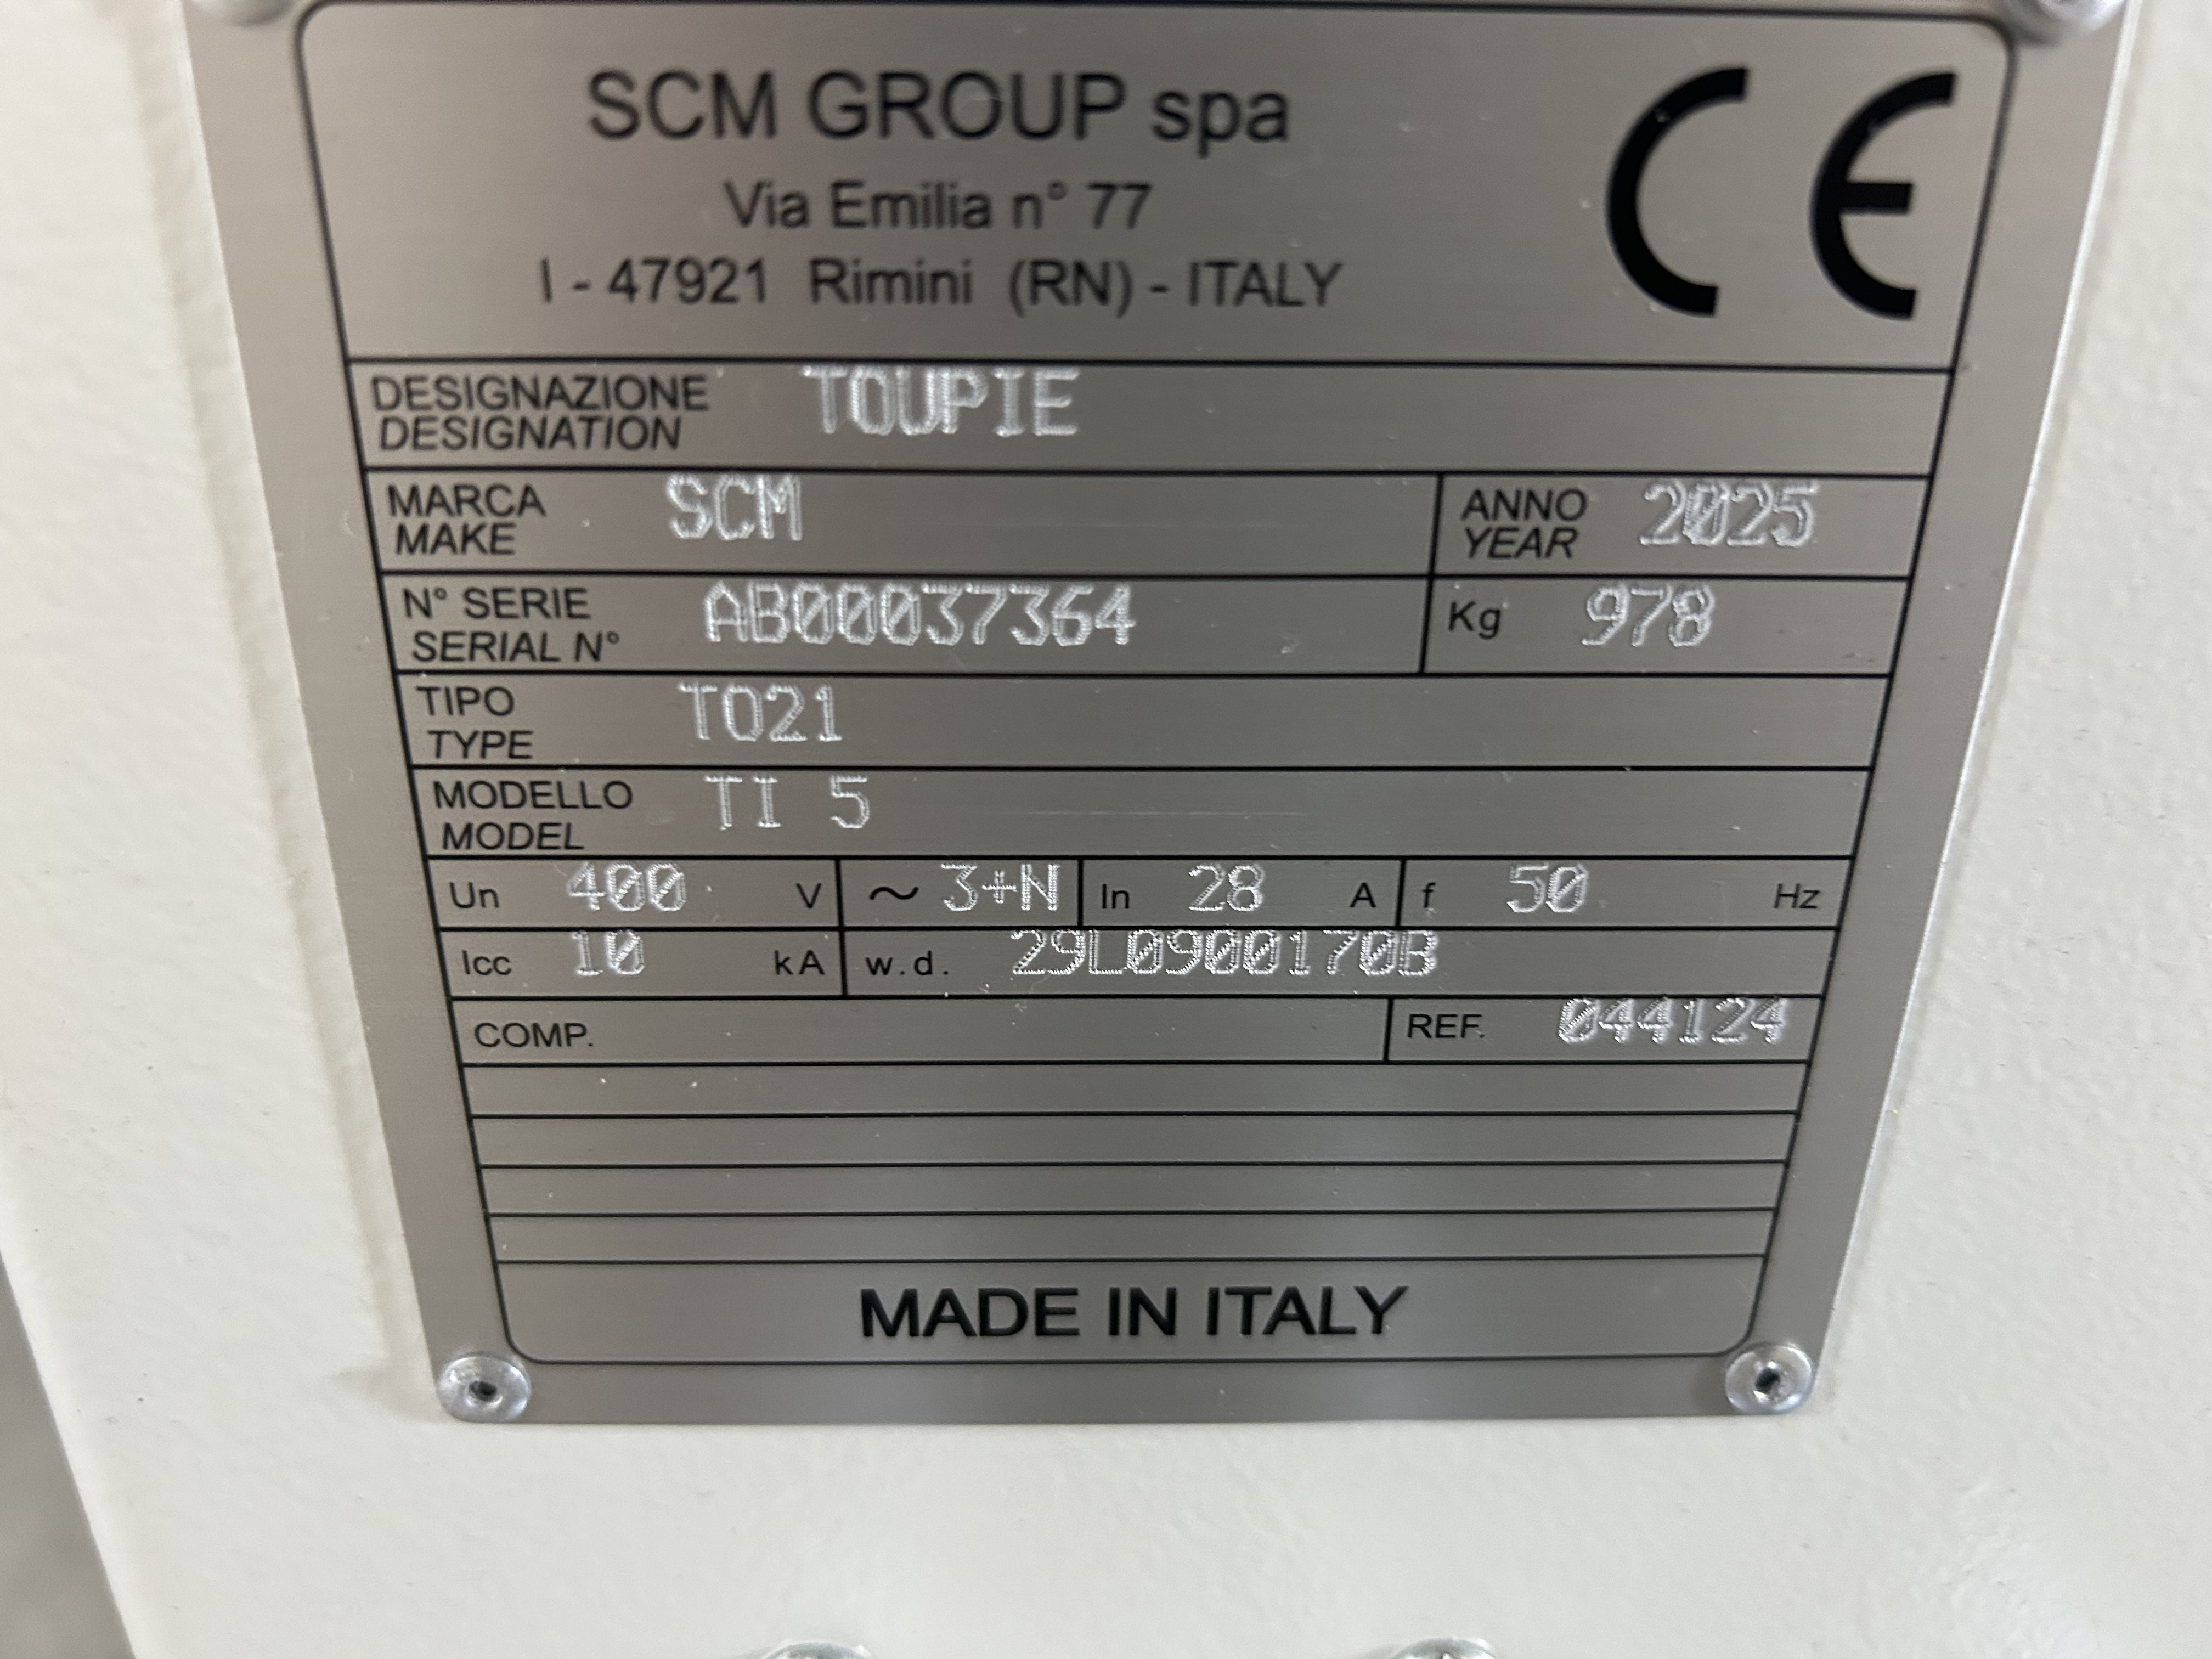 SCM GROUP spa
Via Emilia n° 77
I - 47921 Rimini (RN) - ITALY
CE
DESIGNAZIONE
DESIGNATION
TOUPIE
MARCA
MAKE
SCM
ANNO
YEAR
2025
N° SERIE
SERIAL N°
AB00037364
Kg 978
TIPO
TYPE
TO21
MODELLO
MODEL
TI 5
Un 400 V ~ 3+N In 28 A f 50 Hz
Icc 10 kA w.d. 29L0900170B
COMP. REF. 044124
MADE IN ITALY